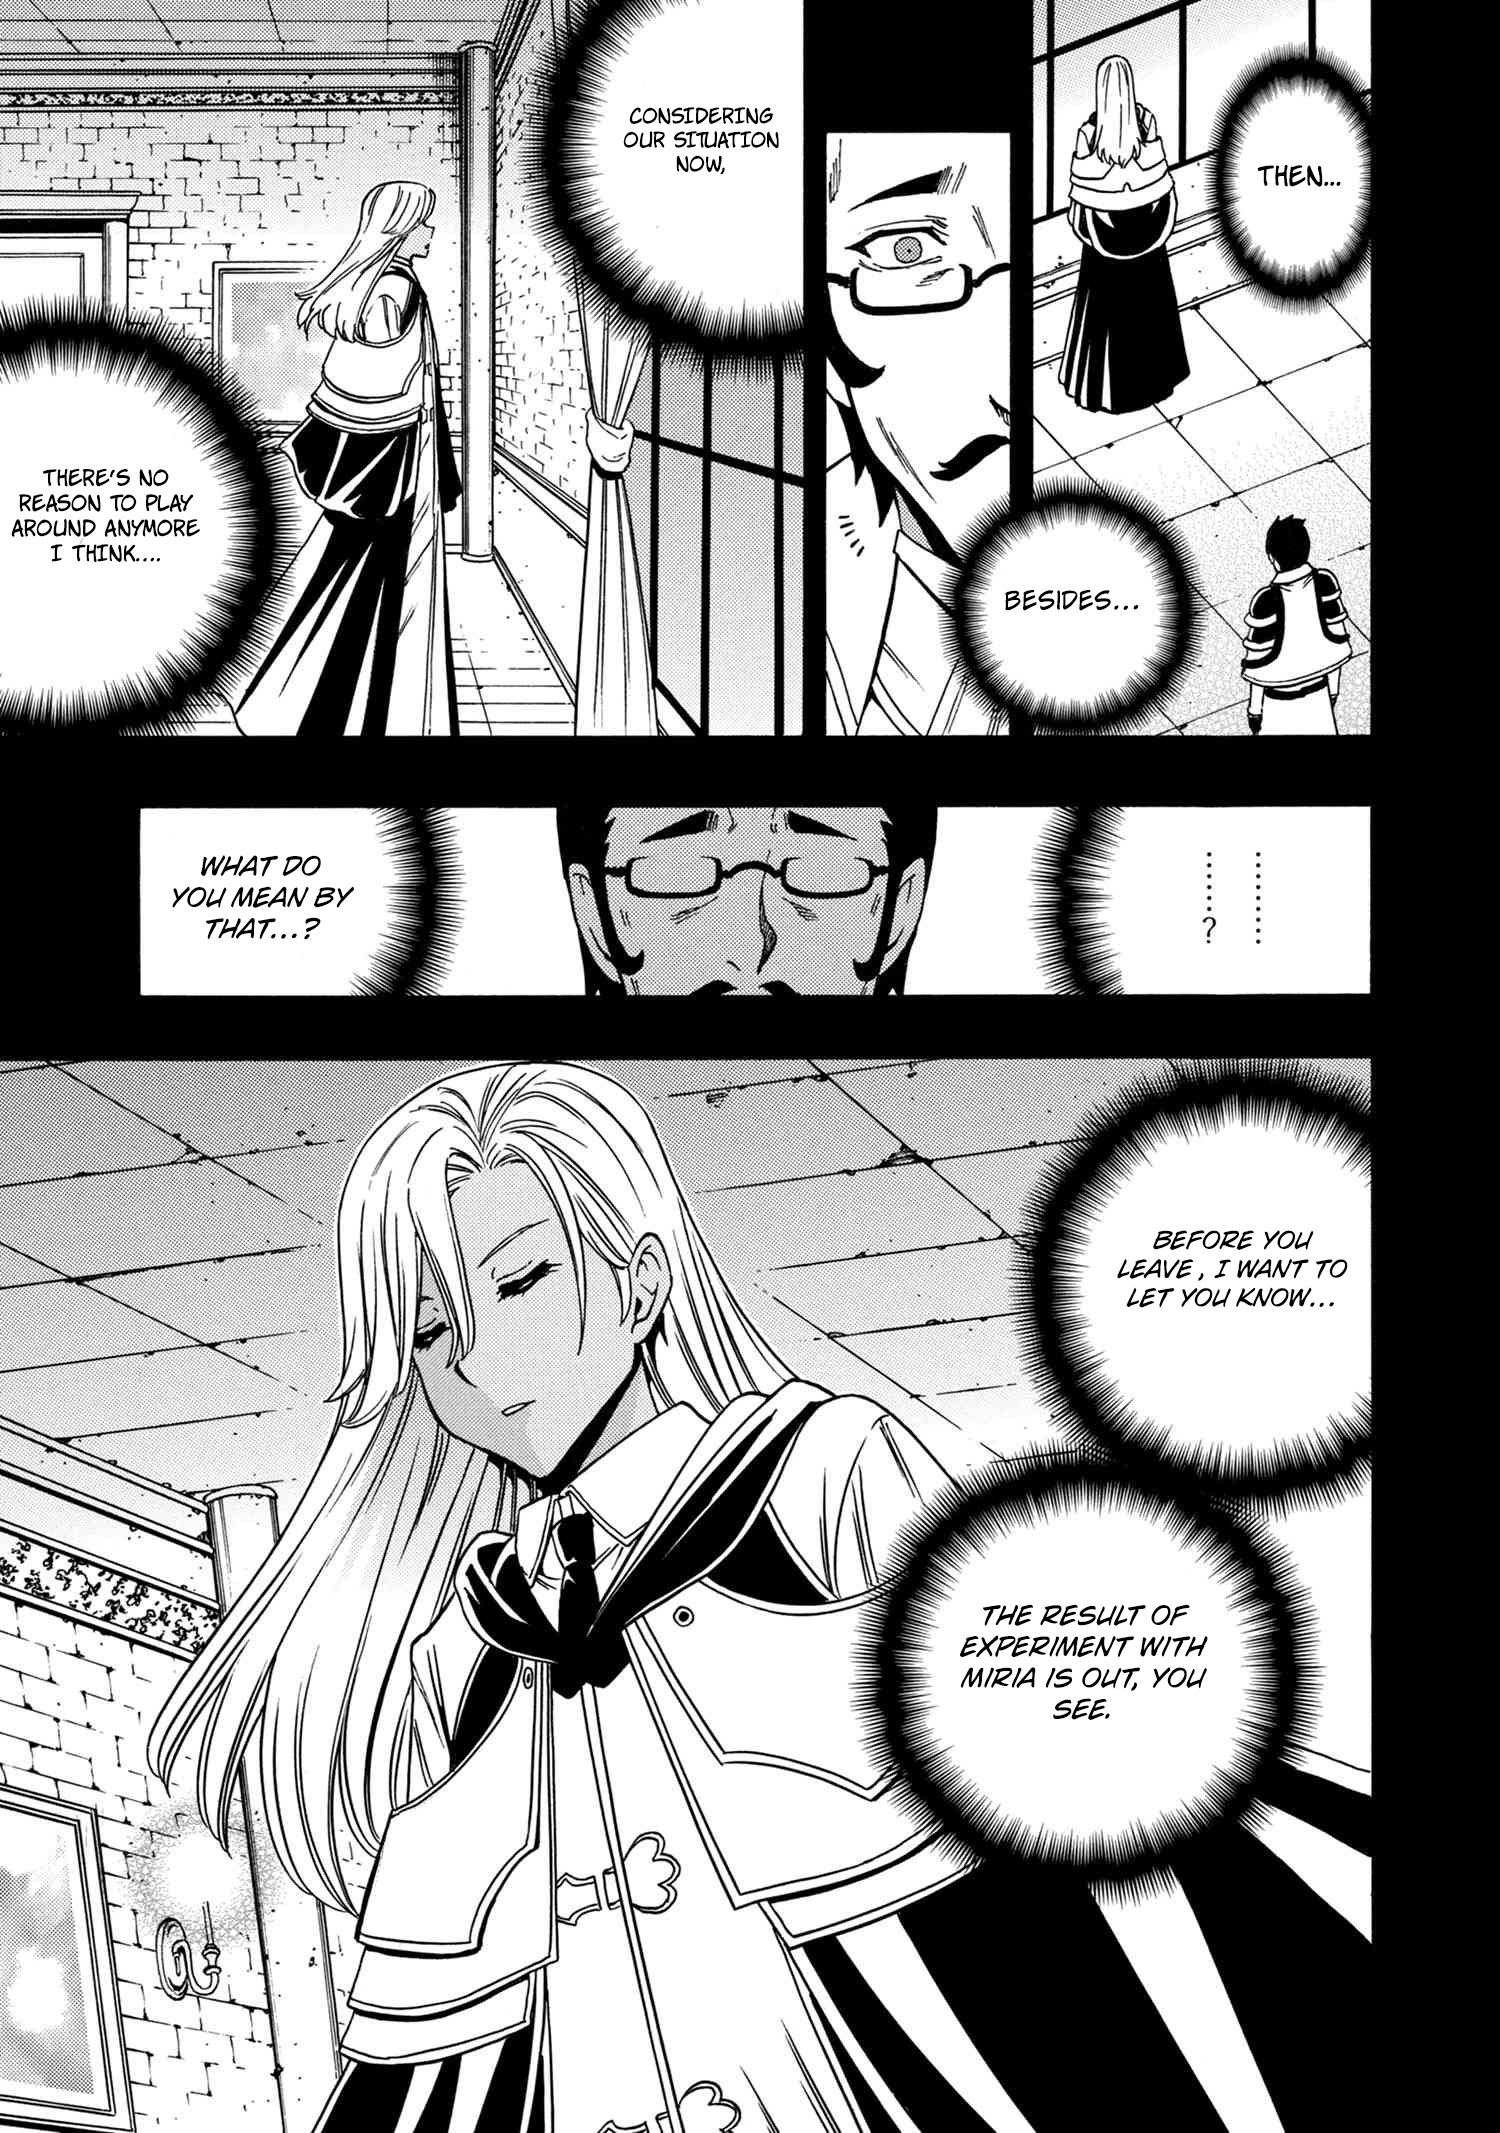 THEN...
BESIDES...
CONSIDERING
OUR SITUATION
NOW,
THERE'S NO
REASON TO PLAY
AROUND ANYMORE
I THINK....
......
......?
WHAT DO
YOU MEAN BY
THAT...?
BEFORE YOU
LEAVE , I WANT TO
LET YOU KNOW...
THE RESULT OF
EXPERIMENT WITH
MIRIA IS OUT, YOU
SEE.